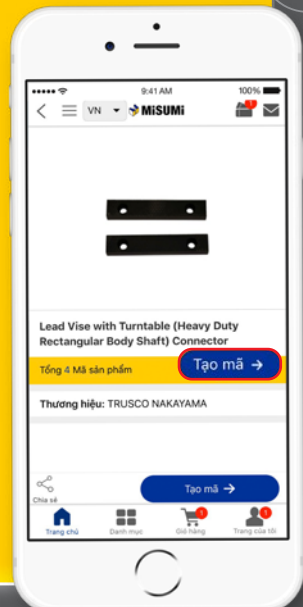 9:41 AM
100%
VN
MiSUMi
Lead Vise with Turntable (Heavy Duty
Rectangular Body Shaft) Connector
Tổng 4 Mã sản phẩm
Tạo mã →
Thương hiệu: TRUSCO NAKAYAMA
Chia sẻ
Tạo mã →
1
1
Trang chủ
Danh mục
Giỏ hàng
Trang của tôi